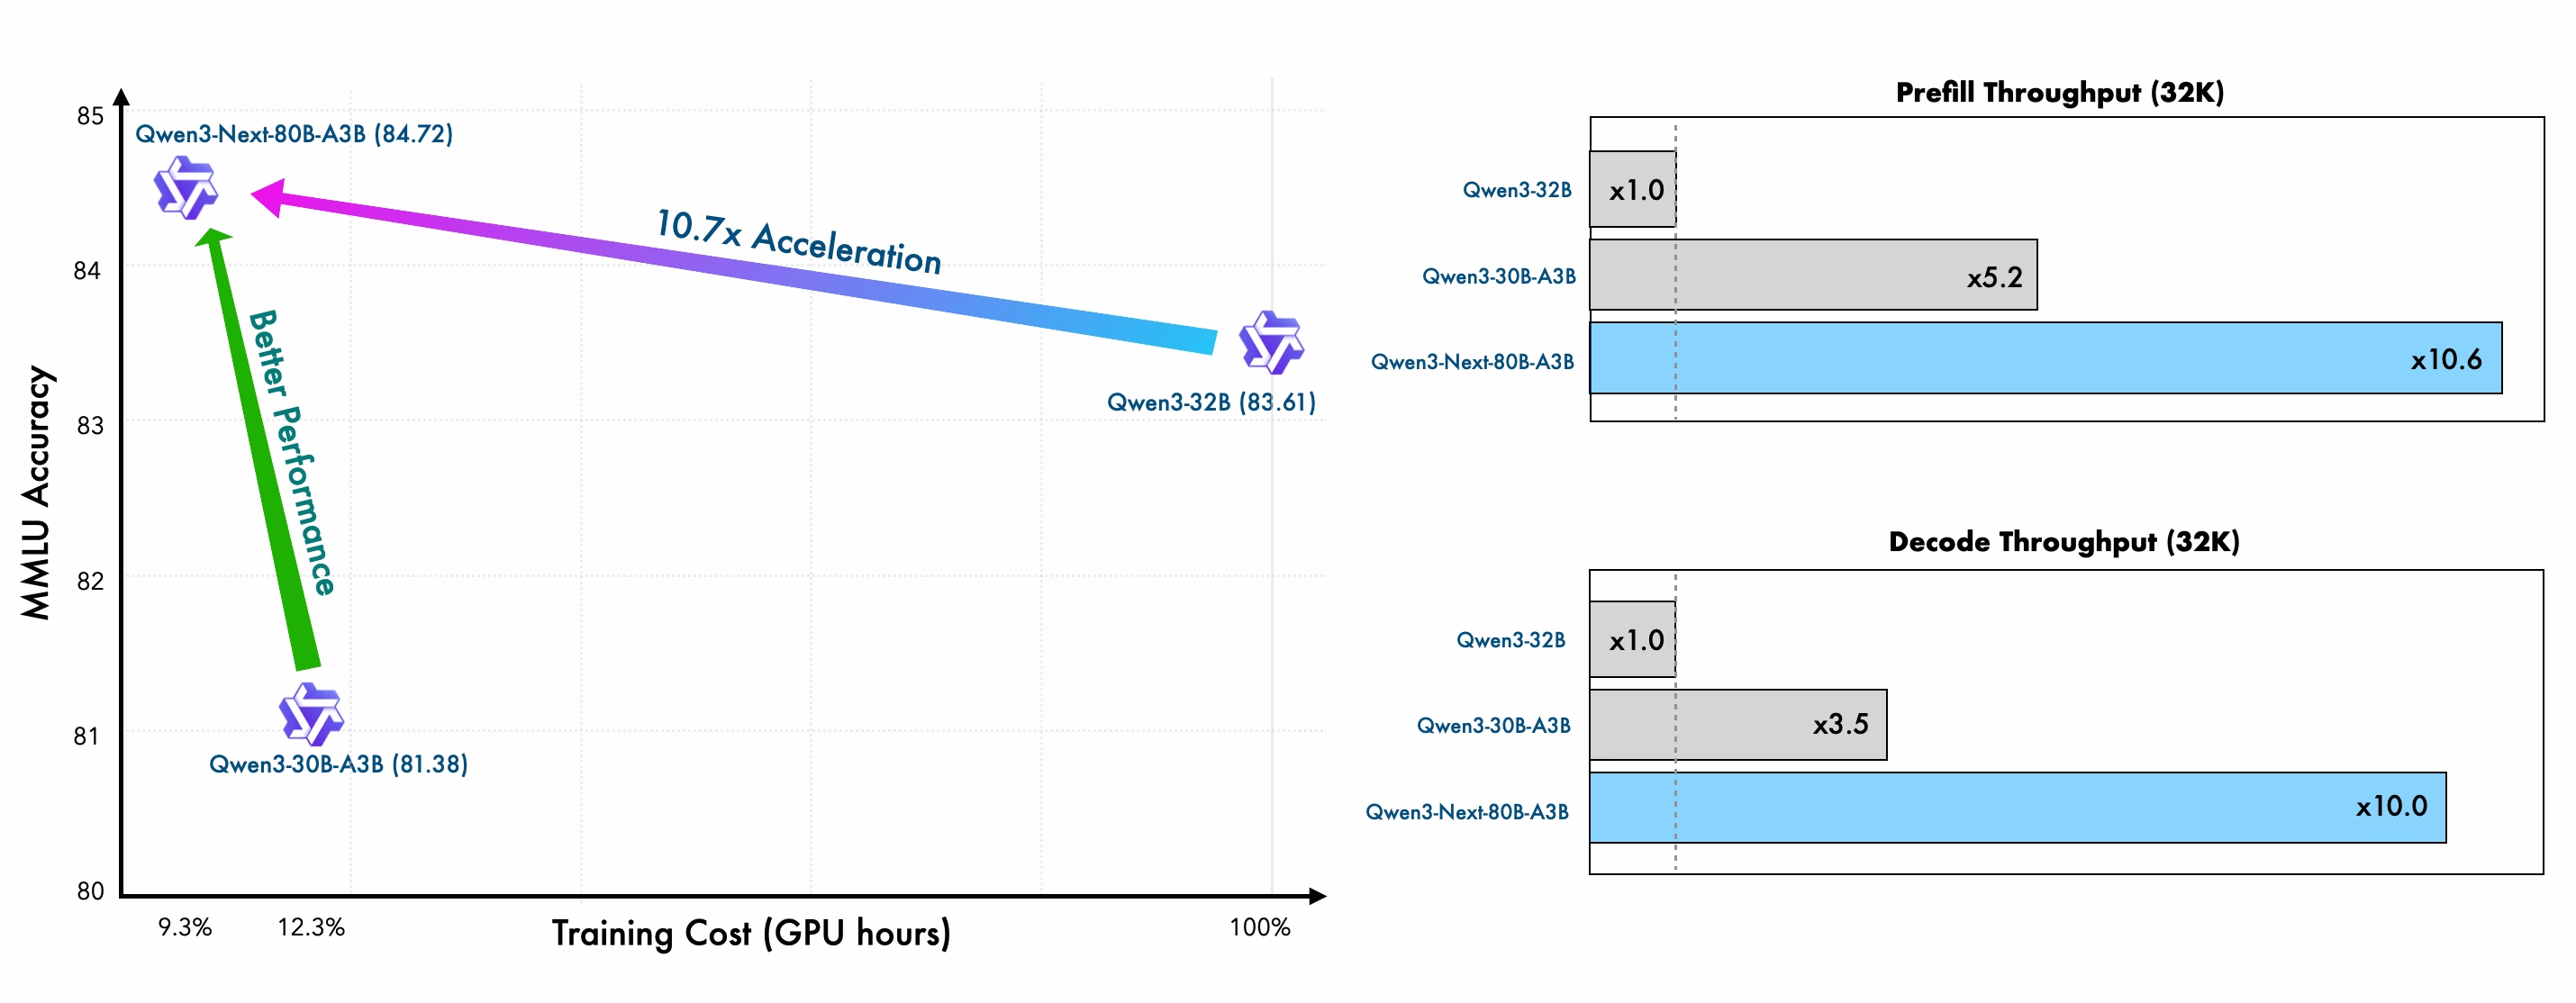 85
Qwen3-Next-80B-A3B (84.72)
10.7x Acceleration
84
Better Performance
Qwen3-32B (83.61)
83
MMLU Accuracy
82
81
Qwen3-30B-A3B (81.38)
80
9.3%
12.3%
Training Cost (GPU hours)
100%
Prefill Throughput (32K)
Qwen3-32B
x1.0
Qwen3-30B-A3B
x5.2
Qwen3-Next-80B-A3B
x10.6
Decode Throughput (32K)
Qwen3-32B
x1.0
Qwen3-30B-A3B
x3.5
Qwen3-Next-80B-A3B
x10.0